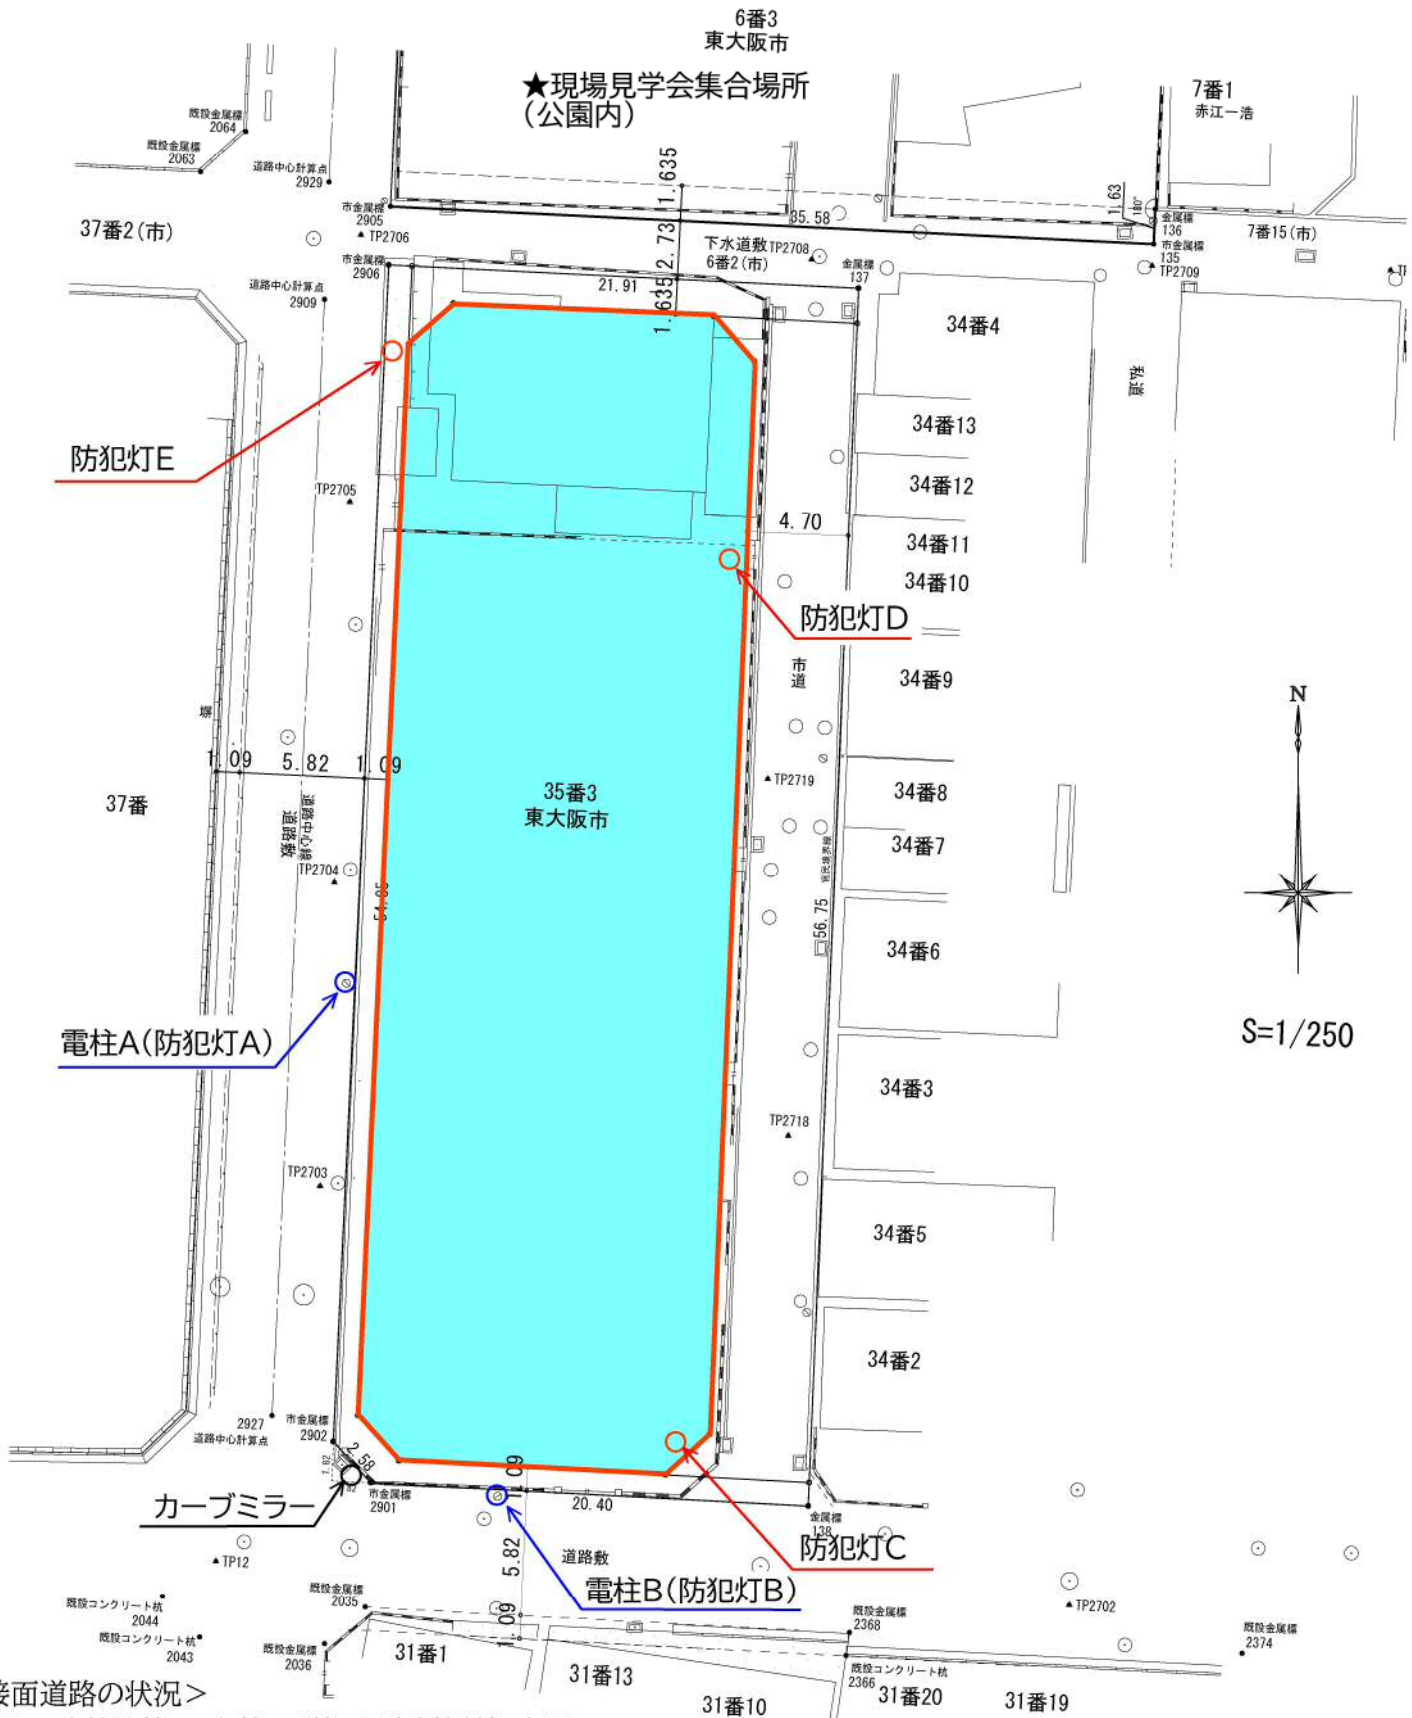 6番3
東大阪市
★現場見学会集合場所
(公園内)
7番1
赤江一浩
既設金属標
2064
既設金属標
2063
道路中心計算点
2929
1.635
1.63
180°
市金属標
2905
35.58
金属標
136
37番2(市)
TP2706
2.73
下水道敷
6番2(市)
TP2708
市金属標
135
7番15(市)
市金属標
2906
金属標
137
TP2709
道路中心計算点
2909
21.91
1.635
34番4
私道
34番13
防犯灯E
34番12
TP2705
4.70
34番11
34番10
防犯灯D
市道
34番9
N
塀
1.09
5.82
1.09
TP2719
37番
35番3
東大阪市
34番8
道路中心線
道路敷
34番7
官民境界線
TP2704
56.75
34番6
電柱A(防犯灯A)
S=1/250
34番3
TP2718
TP2703
34番5
34番2
2927
道路中心計算点
市金属標
2902
2.58
1.82
カーブミラー
市金属標
2901
1.09
20.40
金属標
138
TP12
5.82
道路敷
防犯灯C
電柱B(防犯灯B)
既設コンクリート杭
2044
既設金属標
2035
1.09
TP2702
既設コンクリート杭
2043
既設金属標
2036
31番1
既設金属標
2368
既設金属標
2374
31番13
既設コンクリート杭
2366
31番20
31番19
31番10
接面道路の状況＞